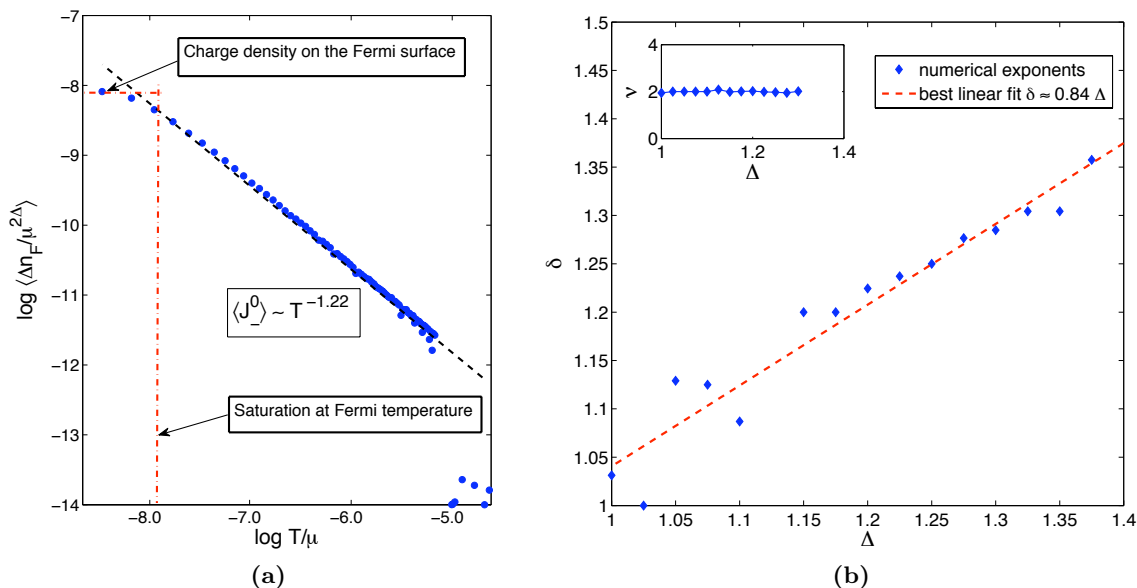 −7
Charge density on the Fermi surface
−8
−9
−10
−11
−12
−13
−14
log ⟨Δn_F/μ^{2Δ}⟩
⟨J_−^0⟩ ~ T^{−1.22}
Saturation at Fermi temperature
−8.0 −7.0 −6.0 −5.0
log T/μ
(a)
1.5
1.45
1.4
1.35
1.3
1.25
1.2
1.15
1.1
1.05
1
δ
4
2
0
ν
1 1.2 1.4
Δ
numerical exponents
best linear fit δ ≈ 0.84 Δ
1 1.05 1.1 1.15 1.2 1.25 1.3 1.35 1.4
Δ
(b)